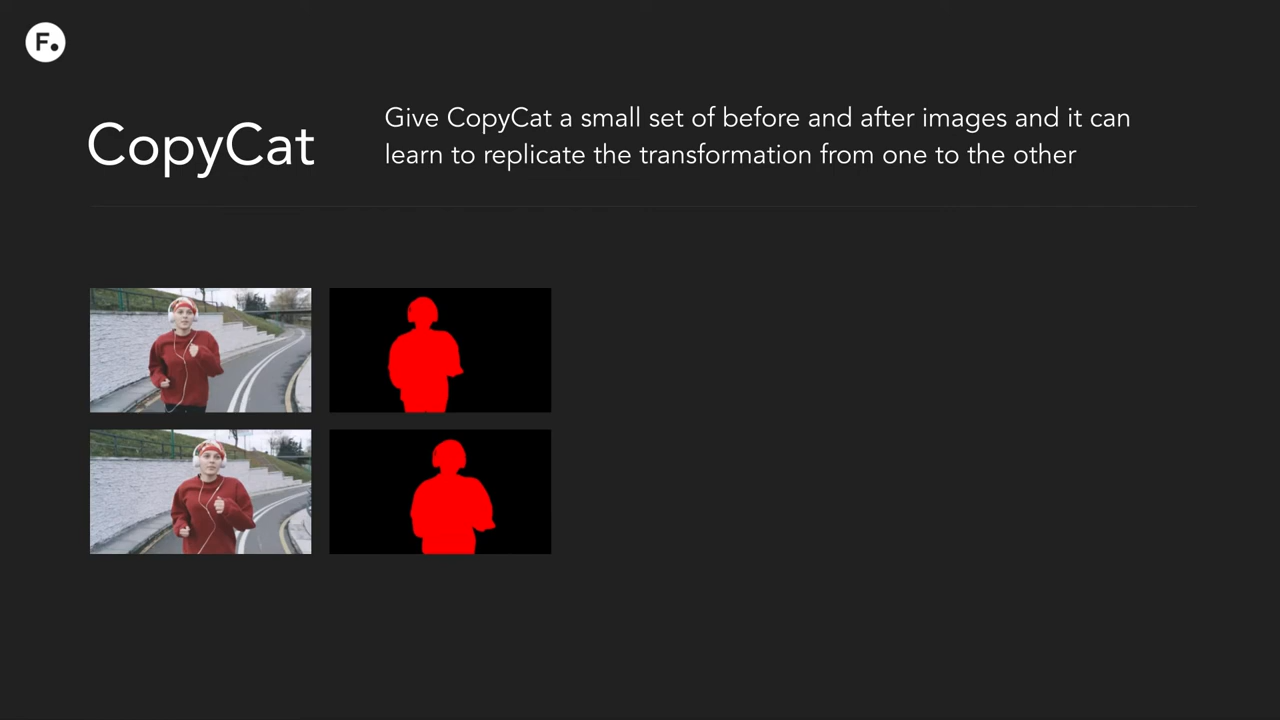 F.
CopyCat
Give CopyCat a small set of before and after images and it can
learn to replicate the transformation from one to the other